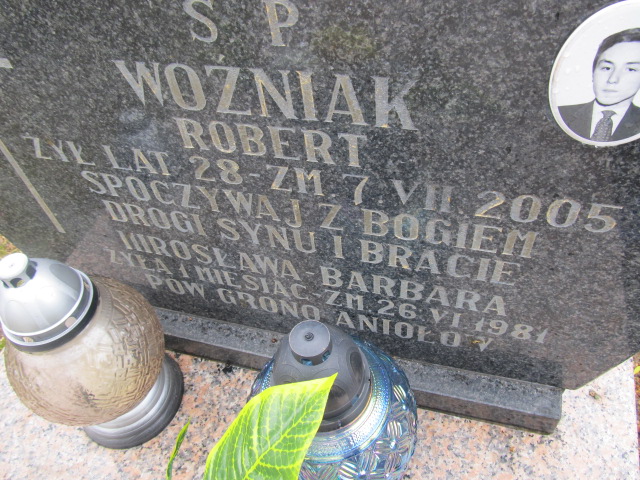 S P
WOŹNIAK
ROBERT
ŻYŁ LAT 28 - ZM 7 VII 2005
SPOCZYWAJ Z BOGIEM
DROGI SYNU I BRACIE
MIROSŁAWA - BARBARA
ŻYŁA 1 MIESIĄC - ZM 26 VI 1981
POW GRONO ANIOŁÓW